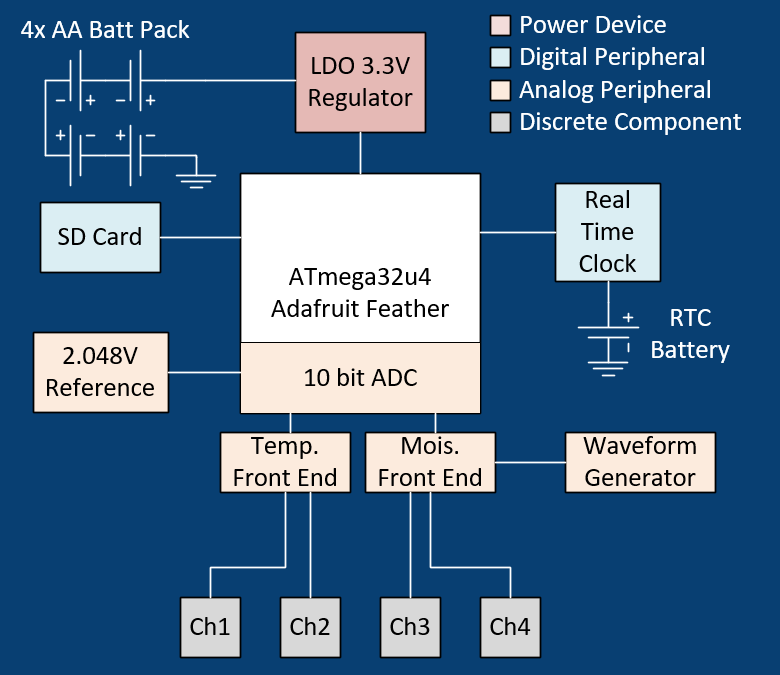 4x AA Batt Pack
- + - +
+ - + -
LDO 3.3V
Regulator
Power Device
Digital Peripheral
Analog Peripheral
Discrete Component
SD Card
ATmega32u4
Adafruit Feather
Real
Time
Clock
+
-
RTC
Battery
2.048V
Reference
10 bit ADC
Temp.
Front End
Mois.
Front End
Waveform
Generator
Ch1
Ch2
Ch3
Ch4